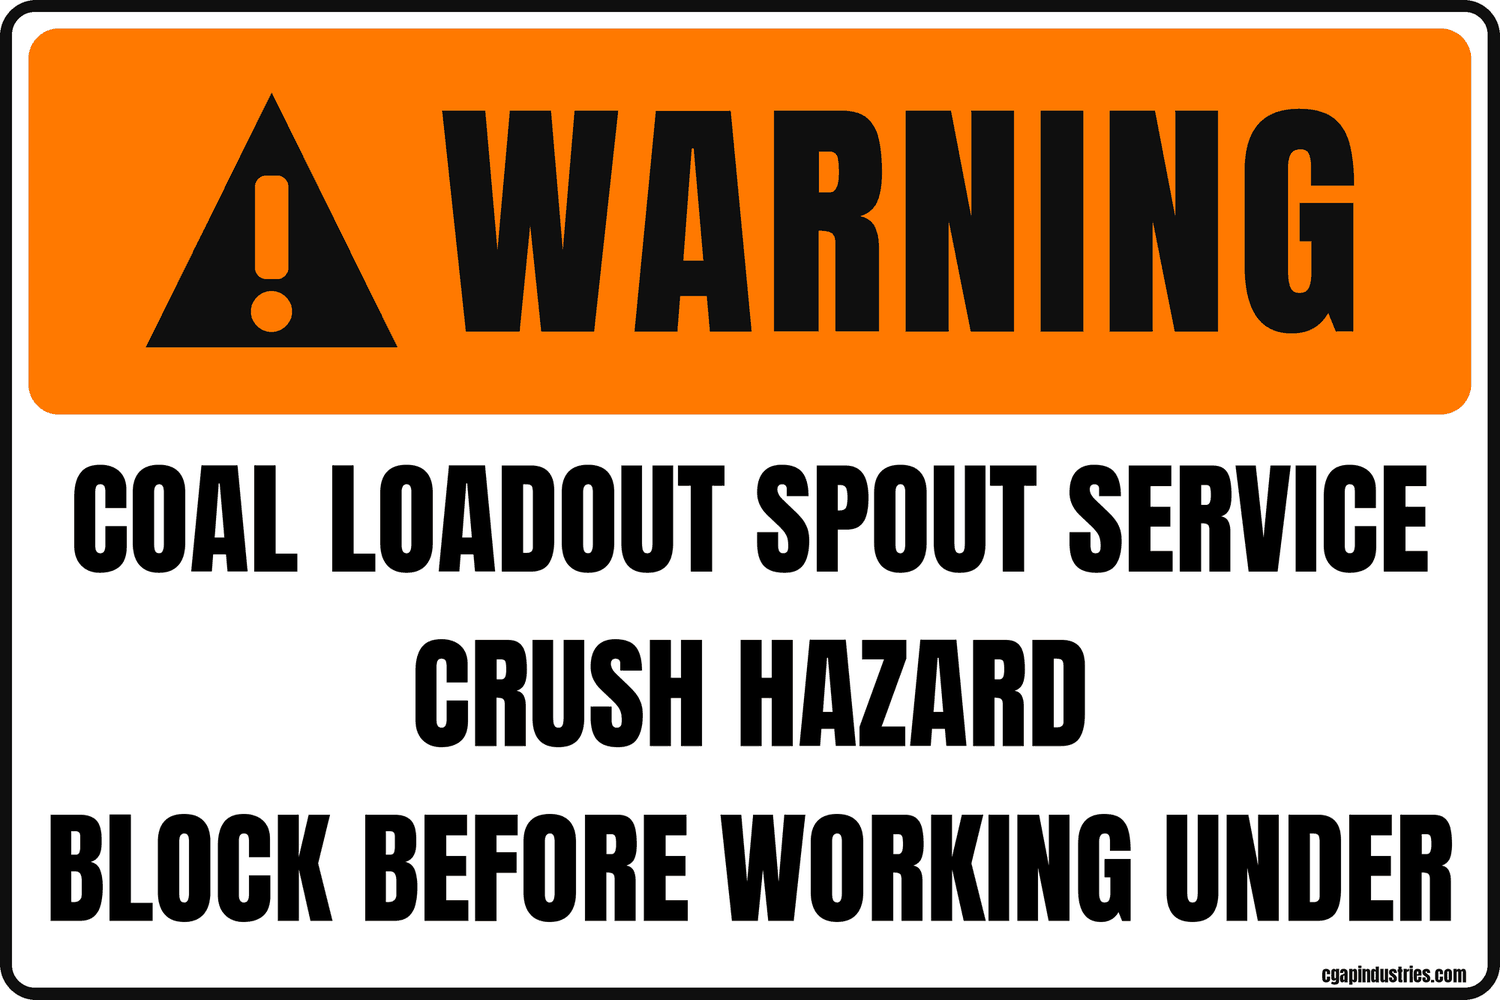 WARNING
COAL LOADOUT SPOUT SERVICE
CRUSH HAZARD
BLOCK BEFORE WORKING UNDER
cgapindustries.com